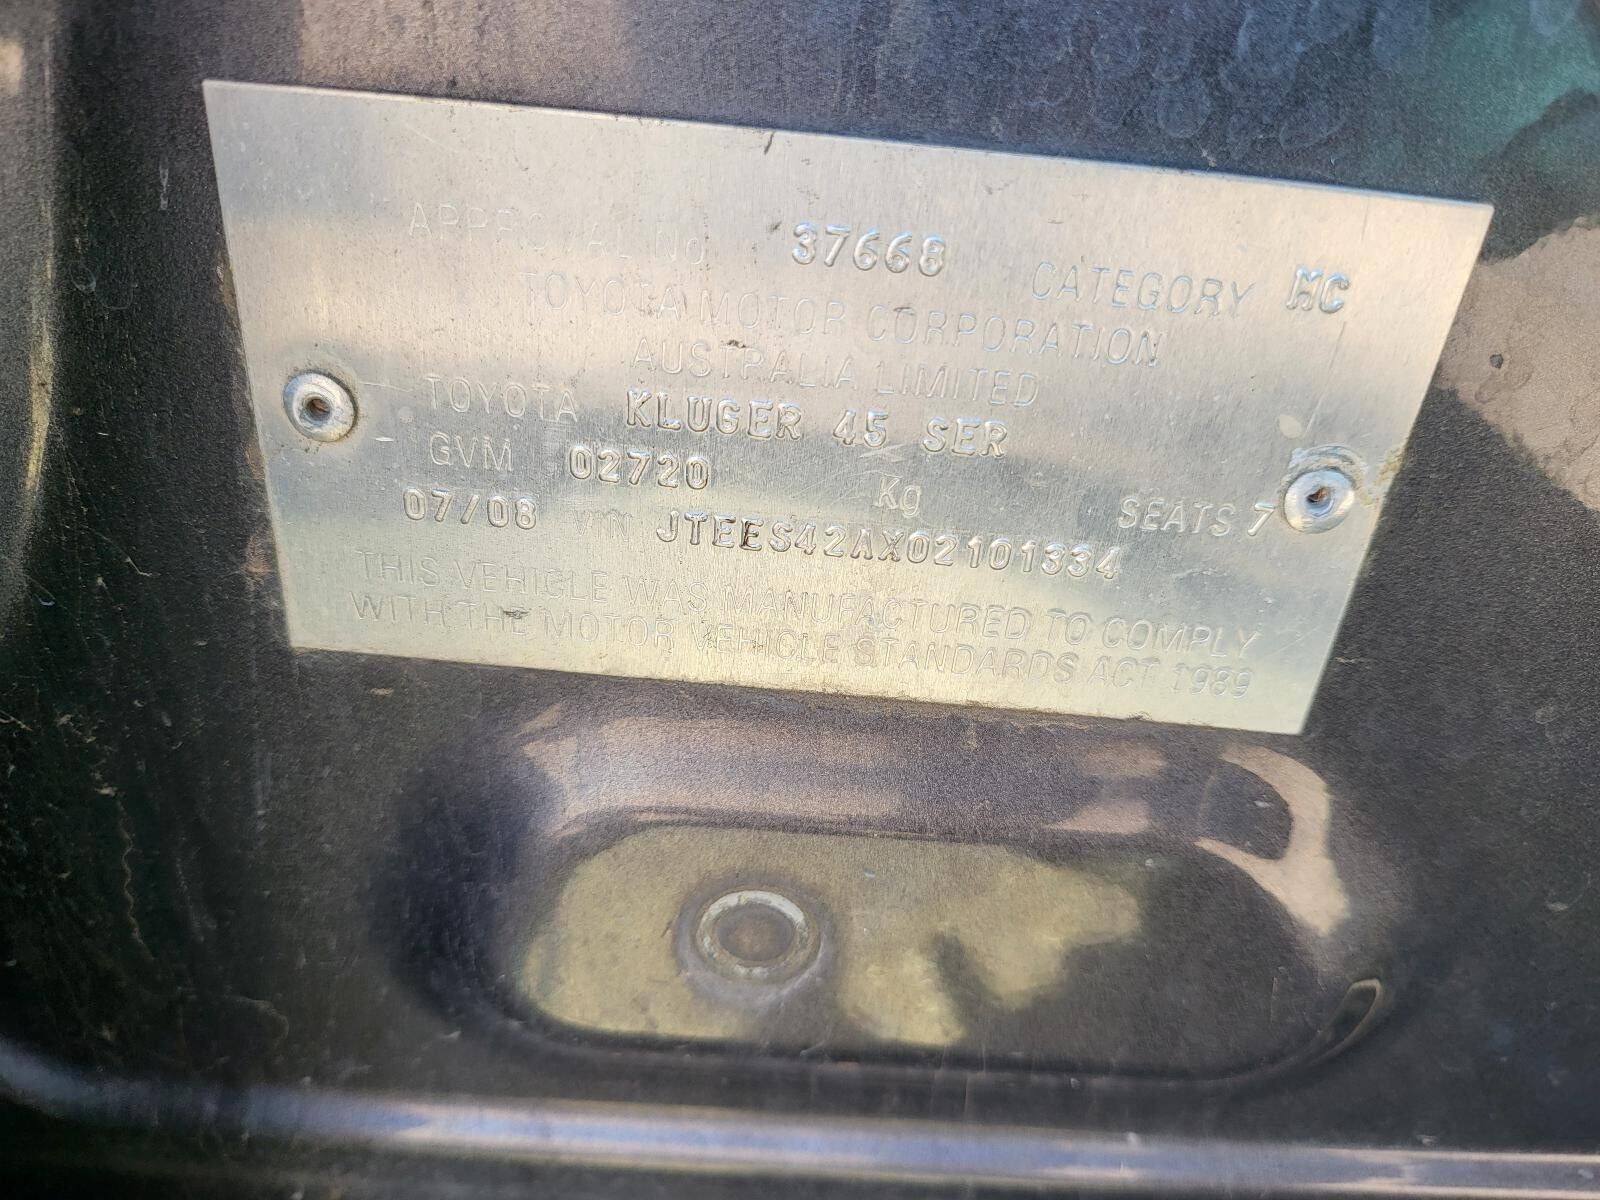 APPROVAL No 37668 CATEGORY MC
TOYOTA MOTOR CORPORATION
AUSTRALIA LIMITED
TOYOTA KLUGER 45 SER
GVM 02720 Kg SEATS 7
07/08 VIN JTEES42AX02101334
THIS VEHICLE WAS MANUFACTURED TO COMPLY
WITH THE MOTOR VEHICLE STANDARDS ACT 1989